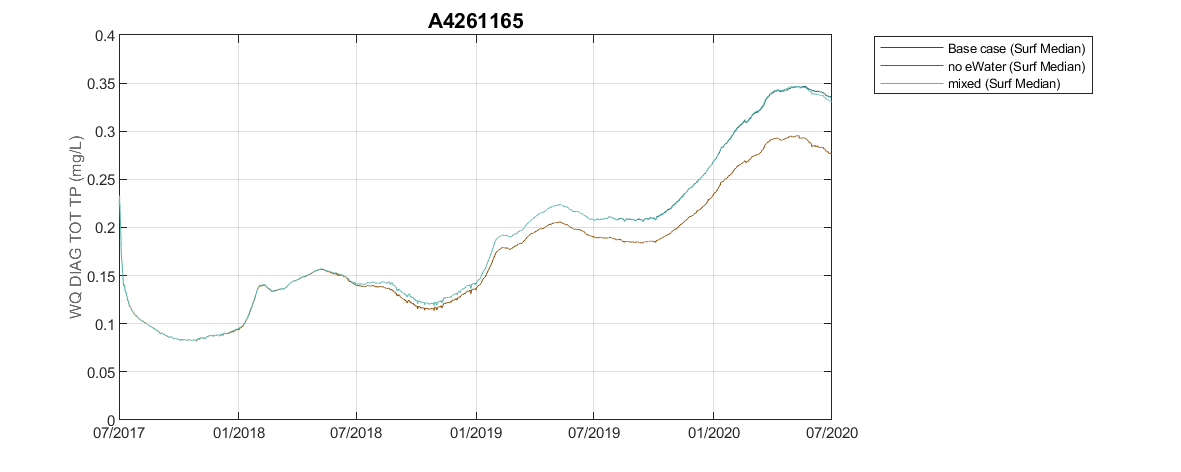 A4261165
WQ DIAG TOT TP (mg/L)
0.4
0.35
0.3
0.25
0.2
0.15
0.1
0.05
0
07/2017 01/2018 07/2018 01/2019 07/2019 01/2020 07/2020
Base case (Surf Median)
no eWater (Surf Median)
mixed (Surf Median)